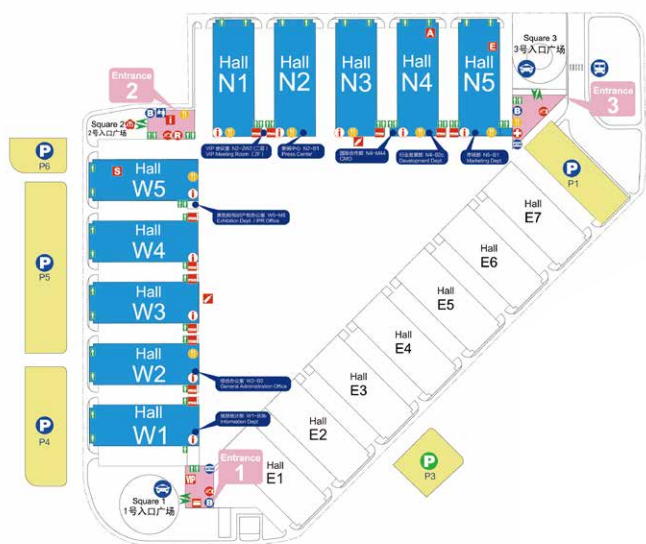 Square 3
3号入口广场
Hall
N1
Hall
N2
Hall
N3
Hall
N4
A
Hall
N5
E
Entrance
2
Entrance
3
Square 2
2号入口广场
B
R
B
VIP Meeting Room (2F)
Press Center
CMO
Development Dept
Marketing Dept
P
P6
P
P1
S
Hall
W5
Exhibition Dept. / IPR Office
Hall
W4
Hall
W3
Hall
W2
General Administration Office
Hall
W1
Information Dept
P
P5
P
P4
Hall
E7
Hall
E6
Hall
E5
Hall
E4
Hall
E3
Hall
E2
Hall
E1
P
P3
Entrance
1
VIP
B
Square 1
1号入口广场